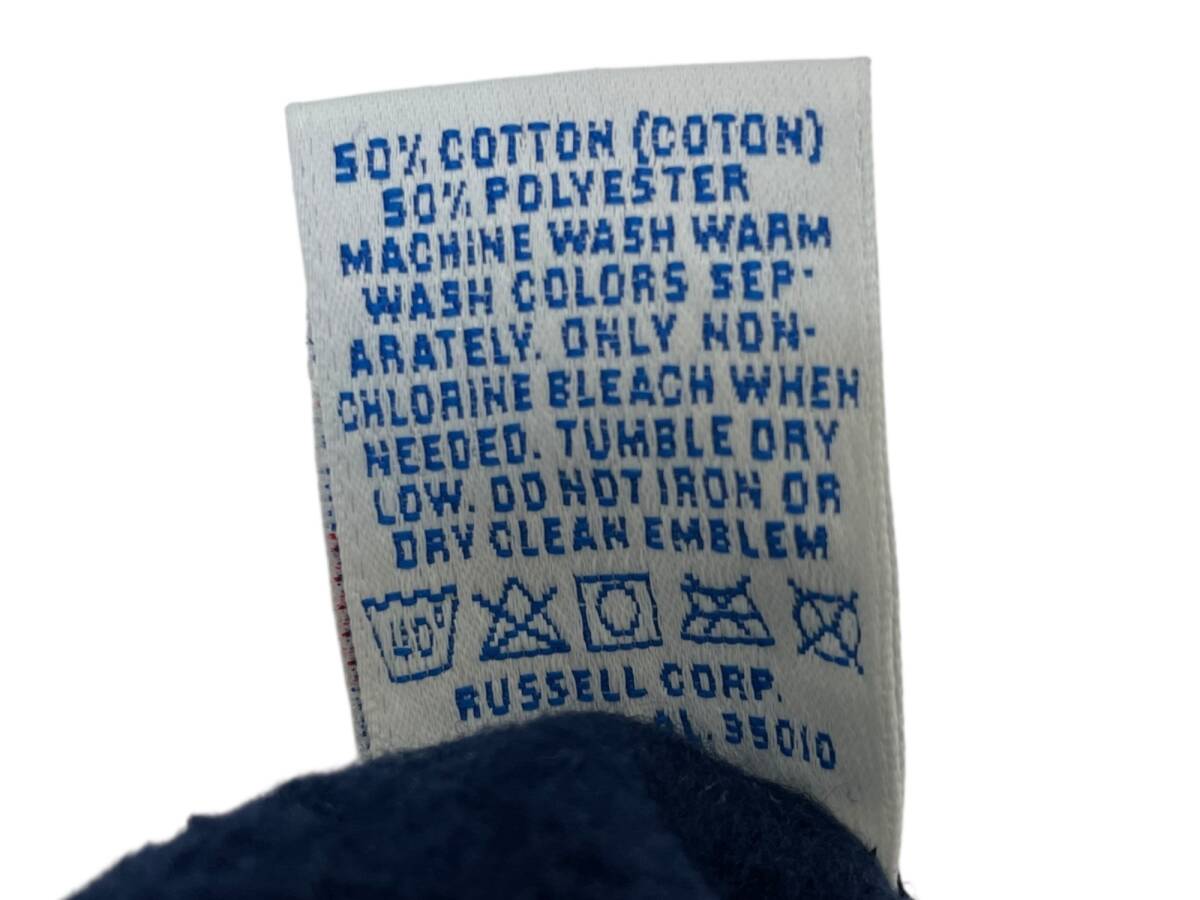 50% COTTON (COTON)
50% POLYESTER
MACHINE WASH WARM
WASH COLORS SEP-
ARATELY. ONLY NON-
CHLORINE BLEACH WHEN
NEEDED. TUMBLE DRY
LOW. DO NOT IRON OR
DRY CLEAN EMBLEM
40°
RUSSELL CORP.
AL. 35010